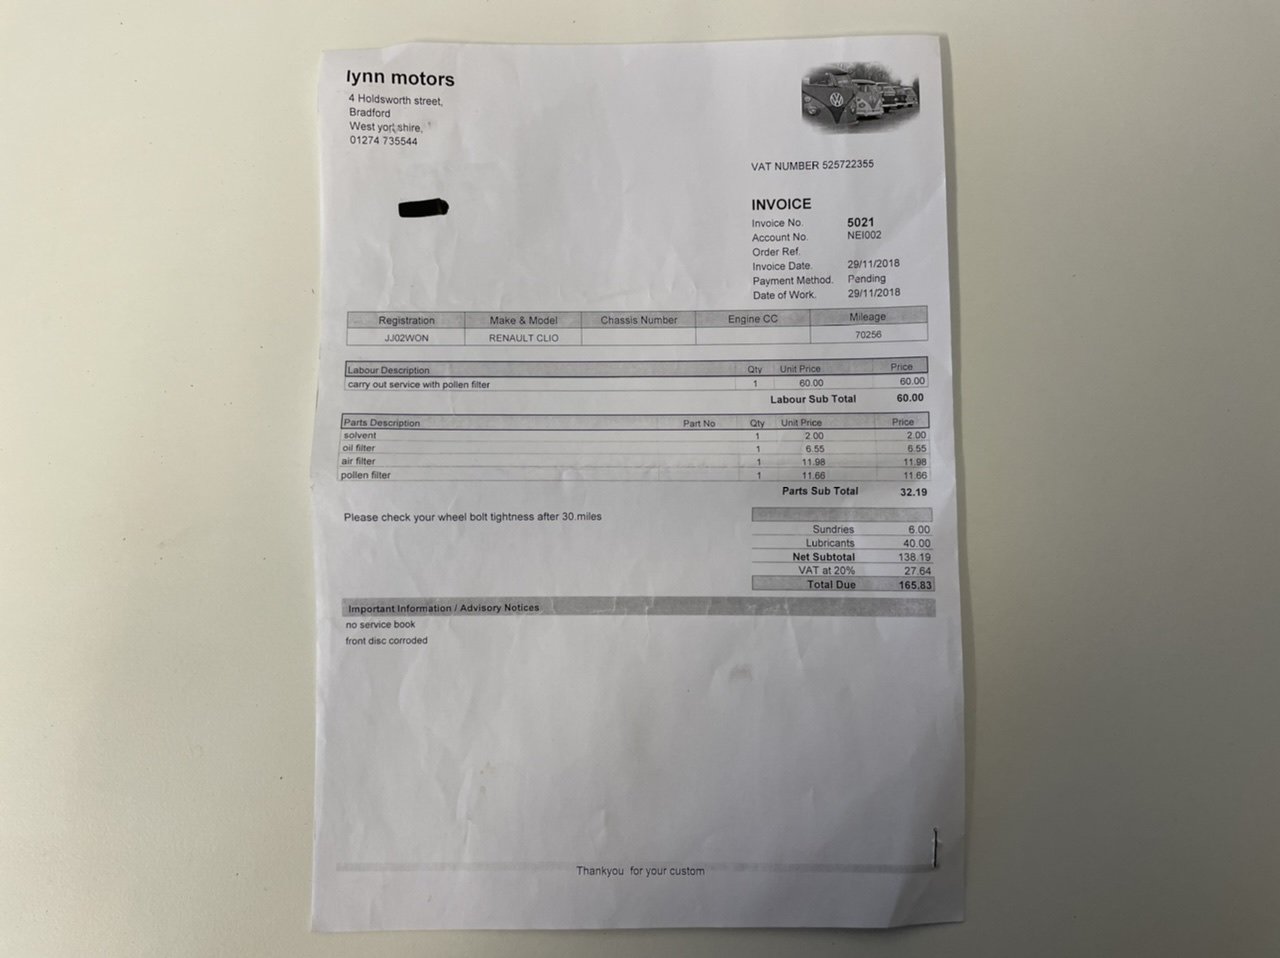 lynn motors
4 Holdsworth street,
Bradford
West yorkshire,
01274 735544
VAT NUMBER 525722355
INVOICE
Invoice No. 5021
Account No. NEI002
Order Ref.
Invoice Date. 29/11/2018
Payment Method. Pending
Date of Work. 29/11/2018
Registration Make & Model Chassis Number Engine CC Mileage
JJ02WON RENAULT CLIO 70256
Labour Description Qty Unit Price Price
carry out service with pollen filter 1 60.00 60.00
Labour Sub Total 60.00
Parts Description Part No Qty Unit Price Price
solvent 1 2.00 2.00
oil filter 1 6.55 6.55
air filter 1 11.98 11.98
pollen filter 1 11.66 11.66
Parts Sub Total 32.19
Please check your wheel bolt tightness after 30 miles
Sundries 6.00
Lubricants 40.00
Net Subtotal 138.19
VAT at 20% 27.64
Total Due 165.83
Important Information / Advisory Notices
no service book
front disc corroded
Thankyou for your custom